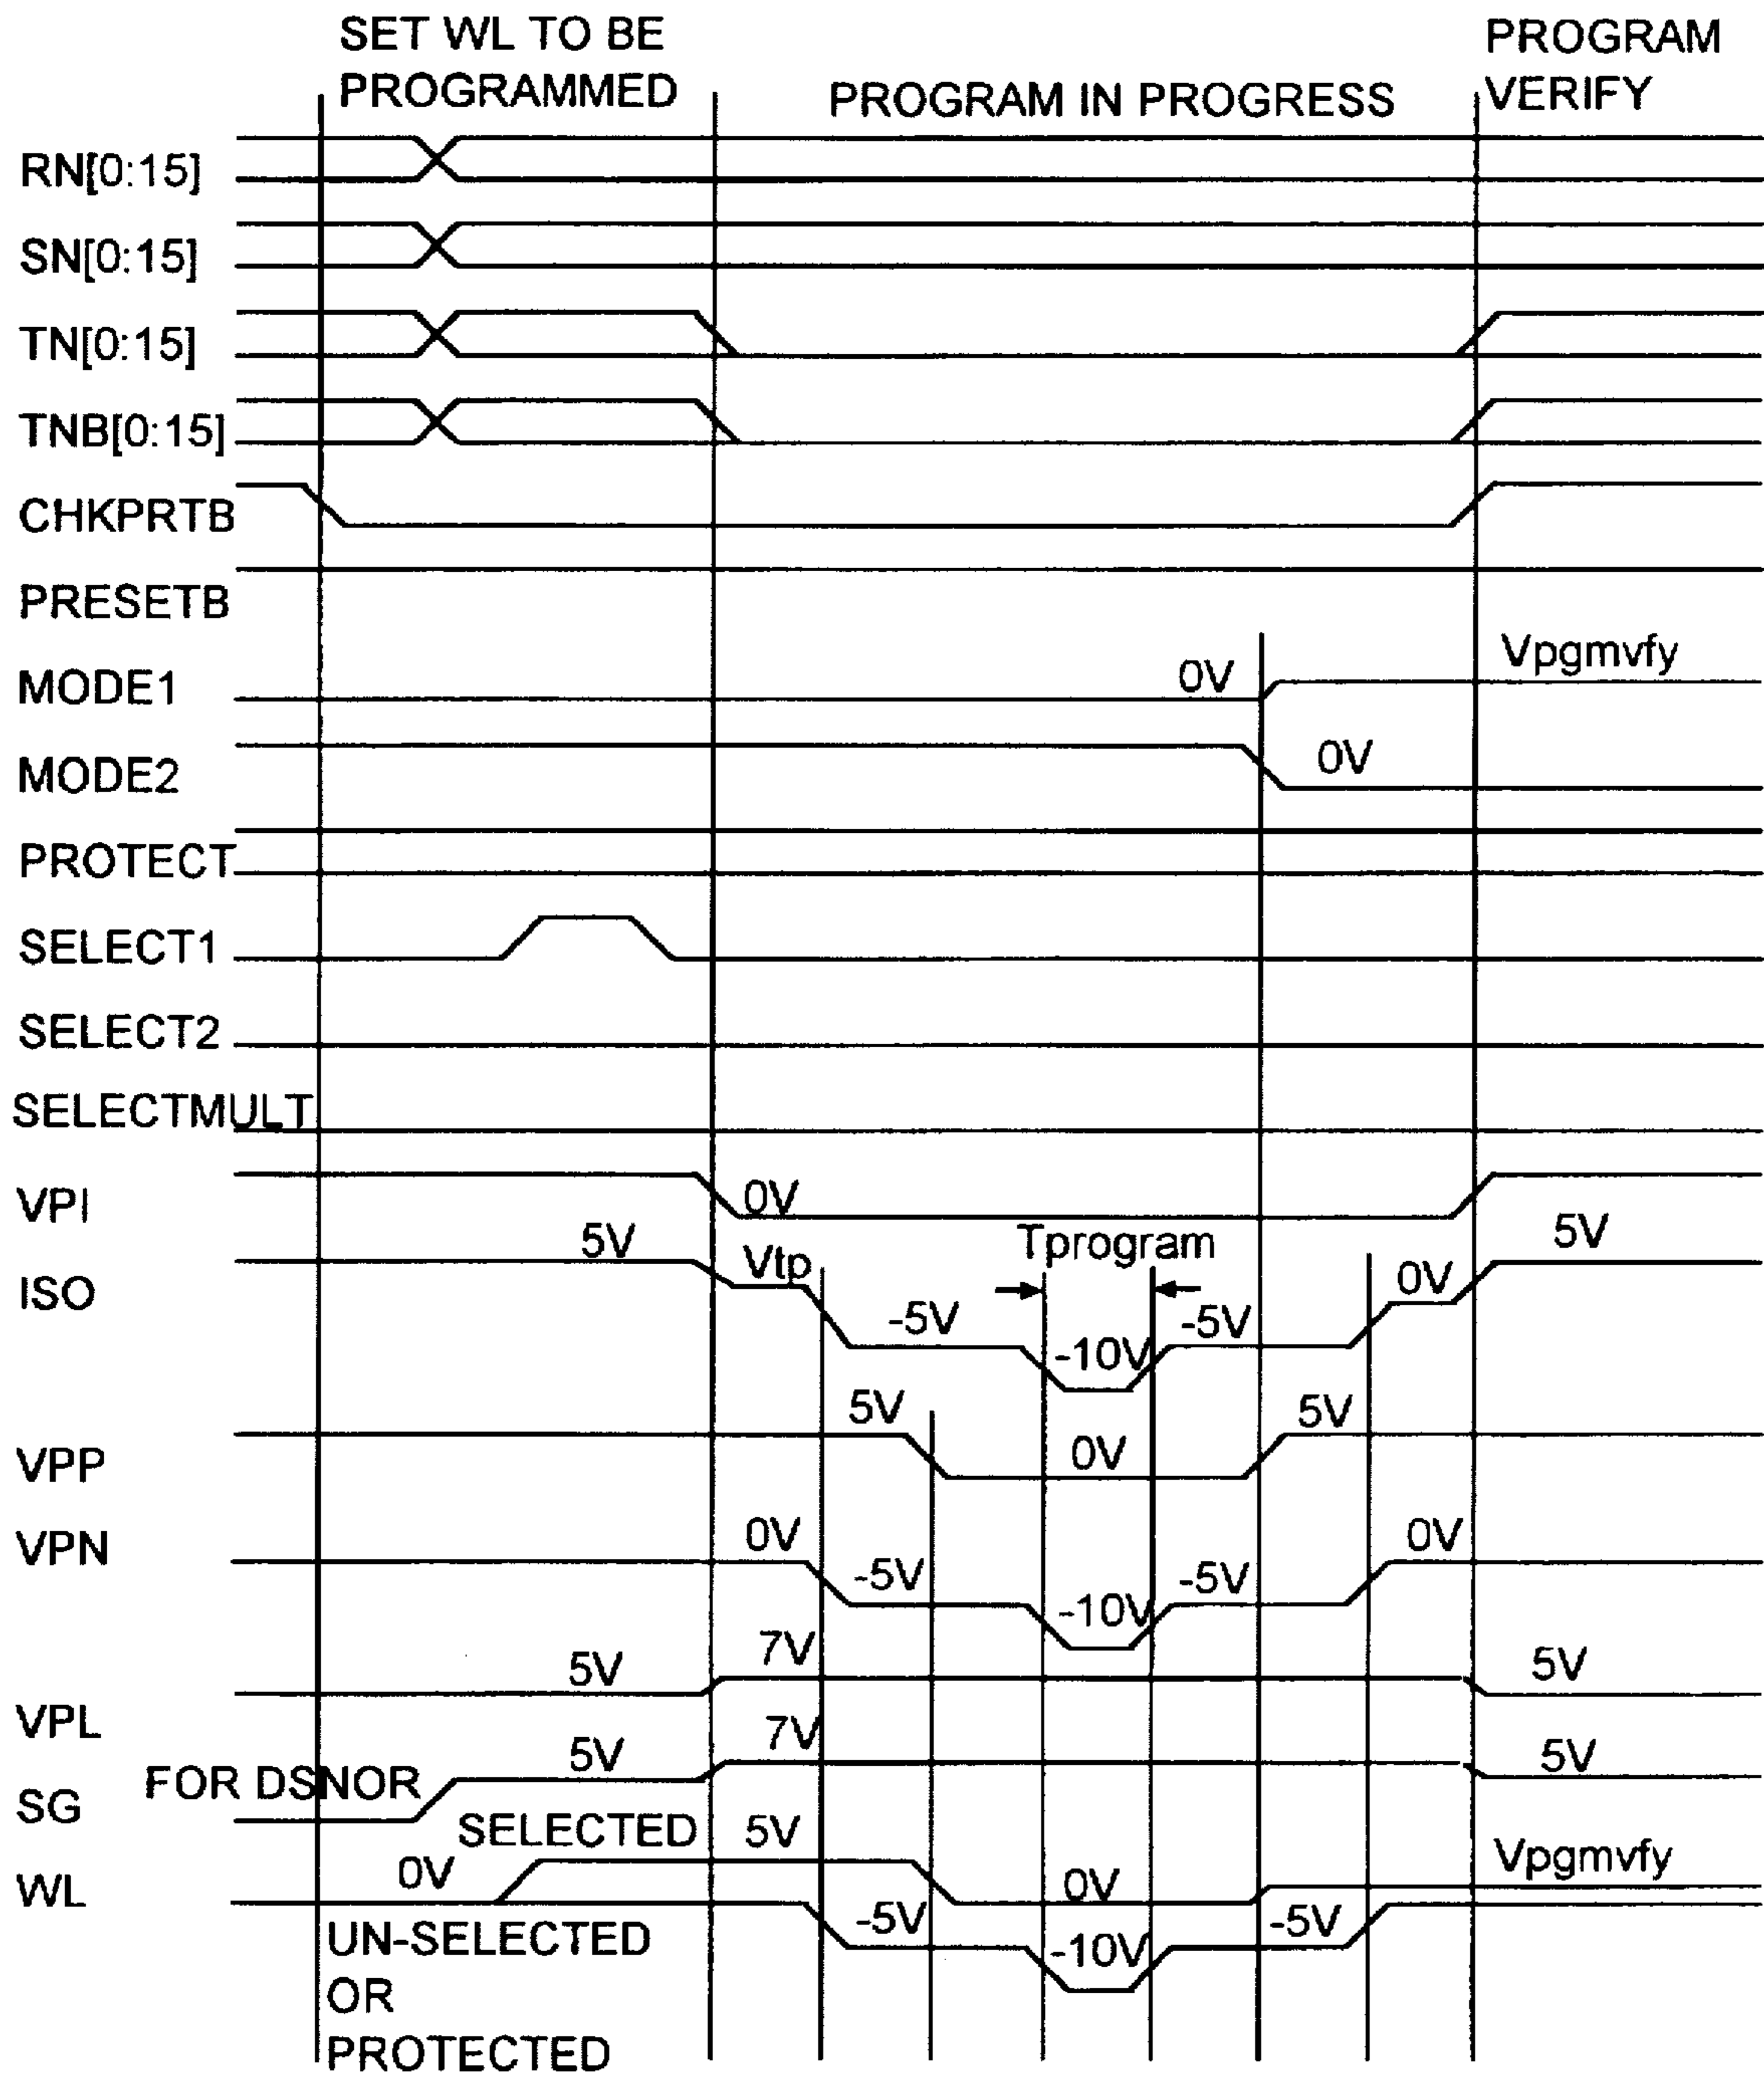 SET WL TO BE
PROGRAMMED
PROGRAM IN PROGRESS
PROGRAM
VERIFY
RN[0:15]
SN[0:15]
TN[0:15]
TNB[0:15]
CHKPRTB
PRESETB
MODE1 0V Vpgmvfy
MODE2 0V
PROTECT
SELECT1
SELECT2
SELECTMULT
VPI 0V
ISO 5V Vtp -5V Tprogram -10V -5V 0V 5V
VPP 5V 0V 5V
VPN 0V -5V -10V -5V 0V
VPL 5V 7V 5V
SG FOR DSNOR 5V 7V 5V
WL 0V SELECTED 5V -5V 0V -10V -5V Vpgmvfy
UN-SELECTED
OR
PROTECTED